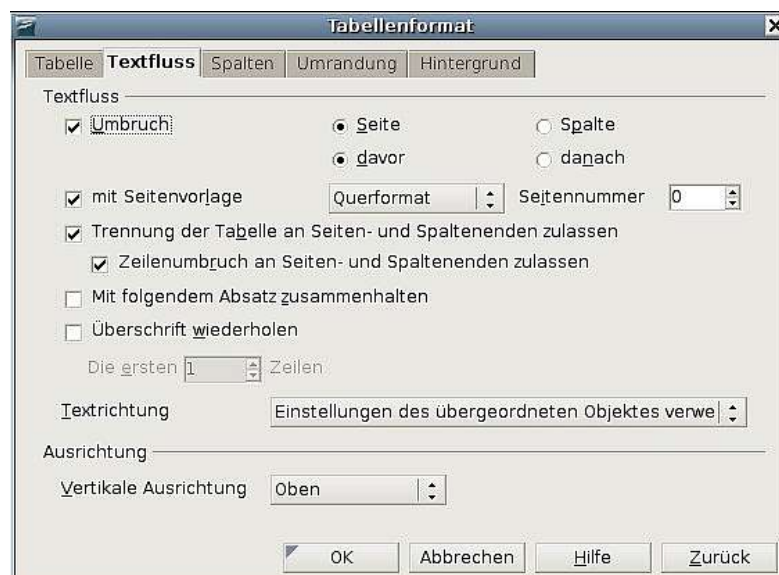 Tabellenformat
Tabelle Textfluss Spalten Umrandung Hintergrund
Textfluss
Umbruch Seite Spalte
davor danach
mit Seitenvorlage Querformat Seitennummer 0
Trennung der Tabelle an Seiten- und Spaltenenden zulassen
Zeilenumbruch an Seiten- und Spaltenenden zulassen
Mit folgendem Absatz zusammenhalten
Überschrift wiederholen
Die ersten 1 Zeilen
Textrichtung Einstellungen des übergeordneten Objektes verwe
Ausrichtung
Vertikale Ausrichtung Oben
OK Abbrechen Hilfe Zurück